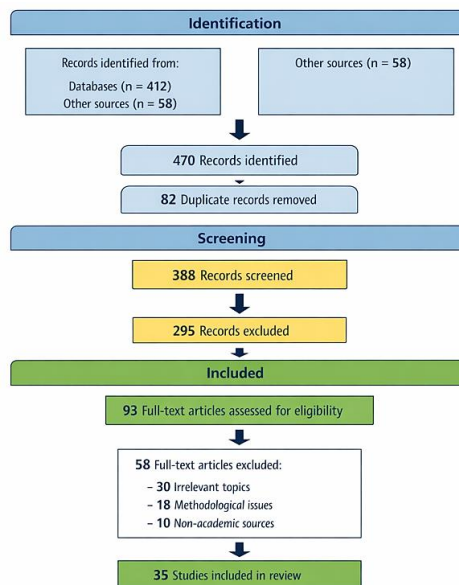 Identification
Records identified from:
Databases (n = 412)
Other sources (n = 58)
Other sources (n = 58)
470 Records identified
82 Duplicate records removed
Screening
388 Records screened
295 Records excluded
Included
93 Full-text articles assessed for eligibility
58 Full-text articles excluded:
– 30 Irrelevant topics
– 18 Methodological issues
– 10 Non-academic sources
35 Studies included in review